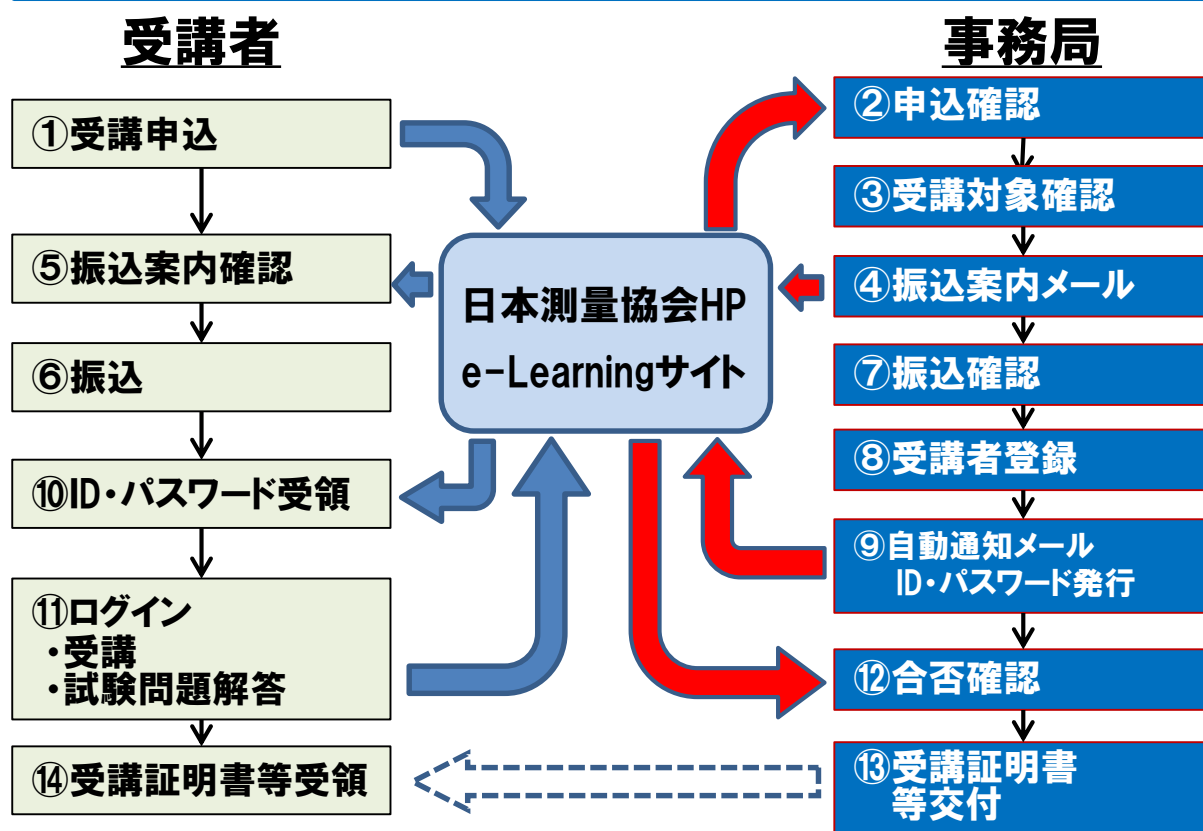 受講者
事務局
①受講申込
②申込確認
③受講対象確認
⑤振込案内確認
④振込案内メール
日本測量協会HP
e-Learningサイト
⑥振込
⑦振込確認
⑧受講者登録
⑩ID・パスワード受領
⑨自動通知メール
ID・パスワード発行
⑪ログイン
・受講
・試験問題解答
⑫合否確認
⑭受講証明書等受領
⑬受講証明書
等交付